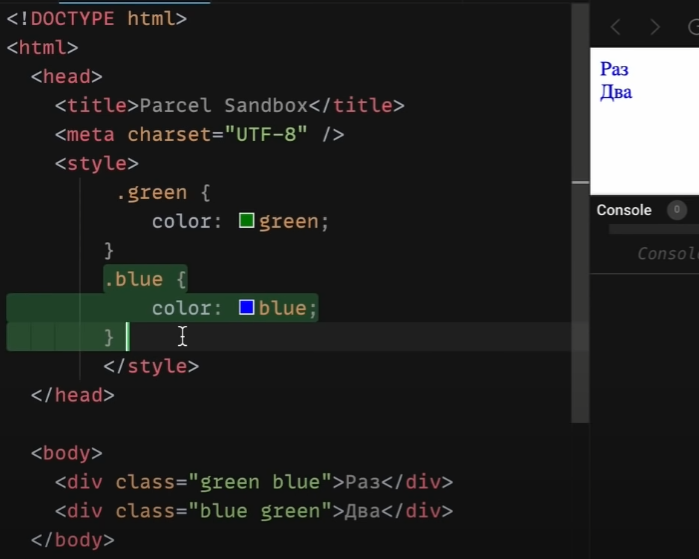 <!DOCTYPE html>
<html>
<head>
<title>Parcel Sandbox</title>
<meta charset="UTF-8" />
<style>
.green {
color: green;
}
.blue {
color: blue;
}
</style>
</head>
<body>
<div class="green blue">Раз</div>
<div class="blue green">Два</div>
</body>
Раз
Два
Console 0